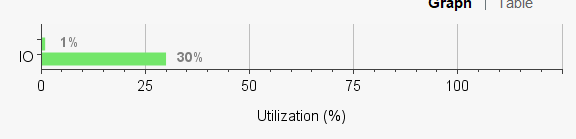 Graph | Table
1%
IO
30%
0 25 50 75 100
Utilization (%)